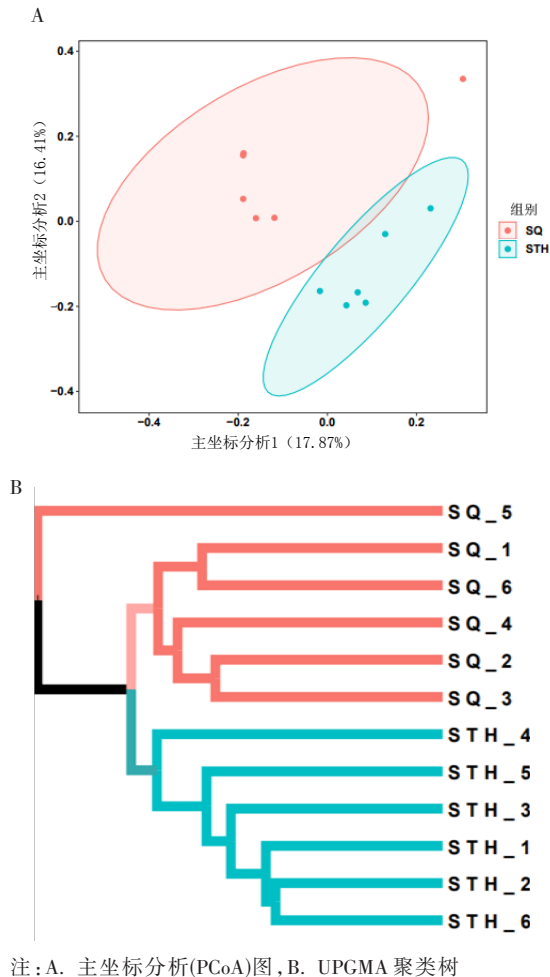 A
0.4
0.2
0.0
−0.2
−0.4
主坐标分析2（16.41%）
−0.4
−0.2
0.0
0.2
主坐标分析1（17.87%）
组别
SQ
STH
B
SQ_5
SQ_1
SQ_6
SQ_4
SQ_2
SQ_3
STH_4
STH_5
STH_3
STH_1
STH_2
STH_6
注:A. 主坐标分析(PCoA)图,B. UPGMA 聚类树